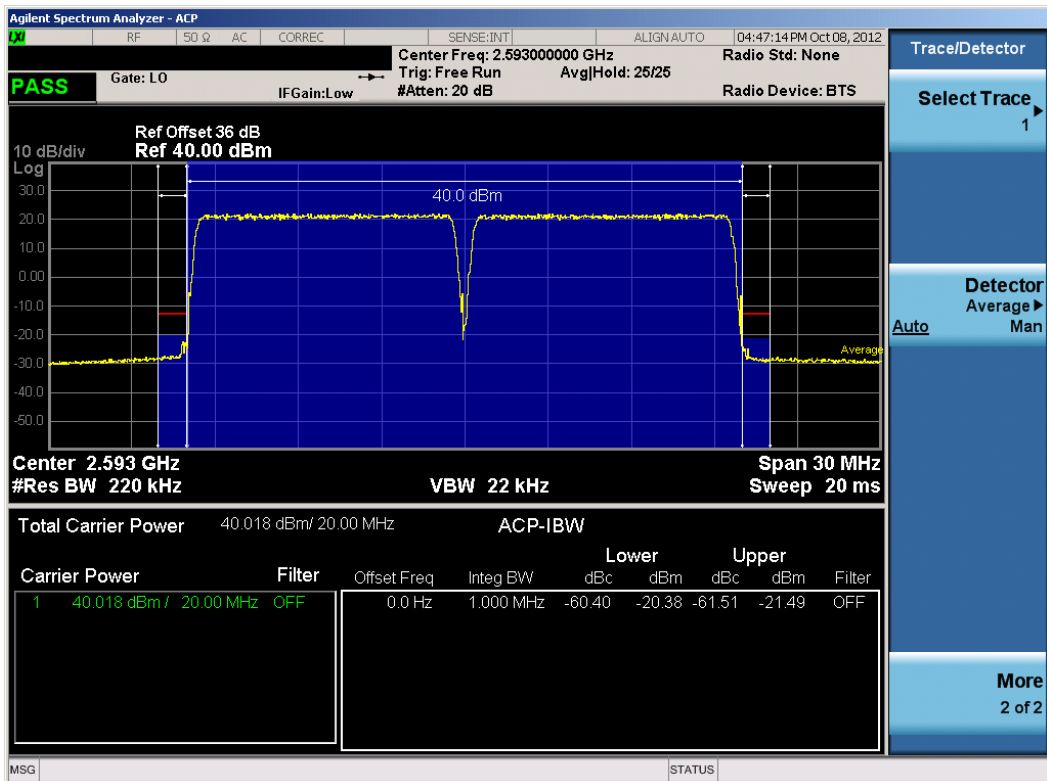 Agilent Spectrum Analyzer - ACP
LXI RF 50 Ω AC CORREC SENSE:INT ALIGN AUTO 04:47:14 PM Oct 08, 2012
Center Freq: 2.593000000 GHz Radio Std: None
PASS Gate: LO Trig: Free Run Avg|Hold: 25/25
IFGain:Low #Atten: 20 dB Radio Device: BTS
Ref Offset 36 dB
10 dB/div Ref 40.00 dBm
Log
30.0
40.0 dBm
20.0
10.0
0.00
-10.0
-20.0
Average
-30.0
-40.0
-50.0
Center 2.593 GHz Span 30 MHz
#Res BW 220 kHz VBW 22 kHz Sweep 20 ms
Total Carrier Power 40.018 dBm/ 20.00 MHz ACP-IBW
Lower Upper
Carrier Power Filter Offset Freq Integ BW dBc dBm dBc dBm Filter
1 40.018 dBm / 20.00 MHz OFF 0.0 Hz 1.000 MHz -60.40 -20.38 -61.51 -21.49 OFF
MSG STATUS
Trace/Detector
Select Trace
1
Detector
Average
Auto Man
More
2 of 2